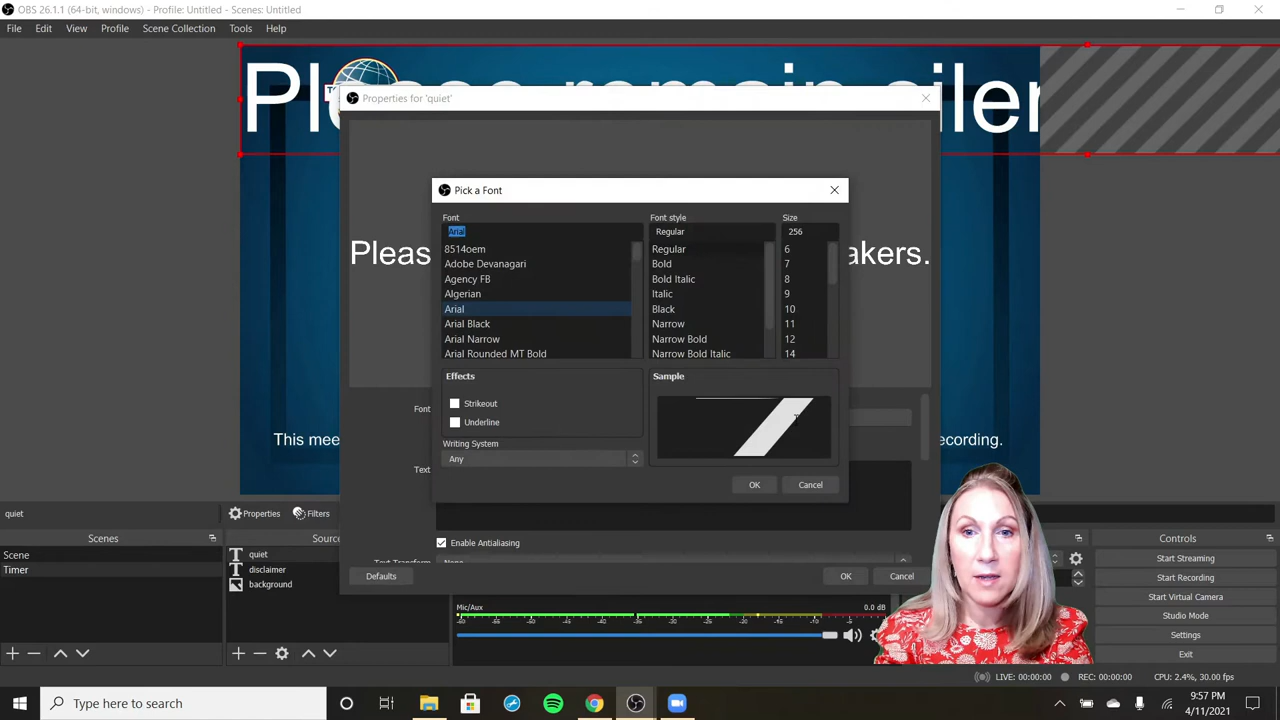 OBS 26.1.1 (64-bit, windows) - Profile: Untitled - Scenes: Untitled
File Edit View Profile Scene Collection Tools Help
Please remain silen
Properties for 'quiet'
Pleas
akers.
Pick a Font
Font Font style Size
Arial Regular 256
8514oem Regular 6
Adobe Devanagari Bold 7
Agency FB Bold Italic 8
Algerian Italic 9
Arial Black 10
Arial Black Narrow 11
Arial Narrow Narrow Bold 12
Arial Rounded MT Bold Narrow Bold Italic 14
Effects Sample
Strikeout
Underline
Writing System
Any
OK Cancel
Font
Text
This mee
ecording.
Enable Antialiasing
Defaults OK Cancel
quiet Properties Filters
Scenes
Scene
Timer
Sour
quiet
disclaimer
background
Mic/Aux 0.0 dB
Controls
Start Streaming
Start Recording
Start Virtual Camera
Studio Mode
Settings
Exit
LIVE: 00:00:00 REC: 00:00:00 CPU: 2.4%, 30.00 fps
Type here to search
9:57 PM
4/11/2021